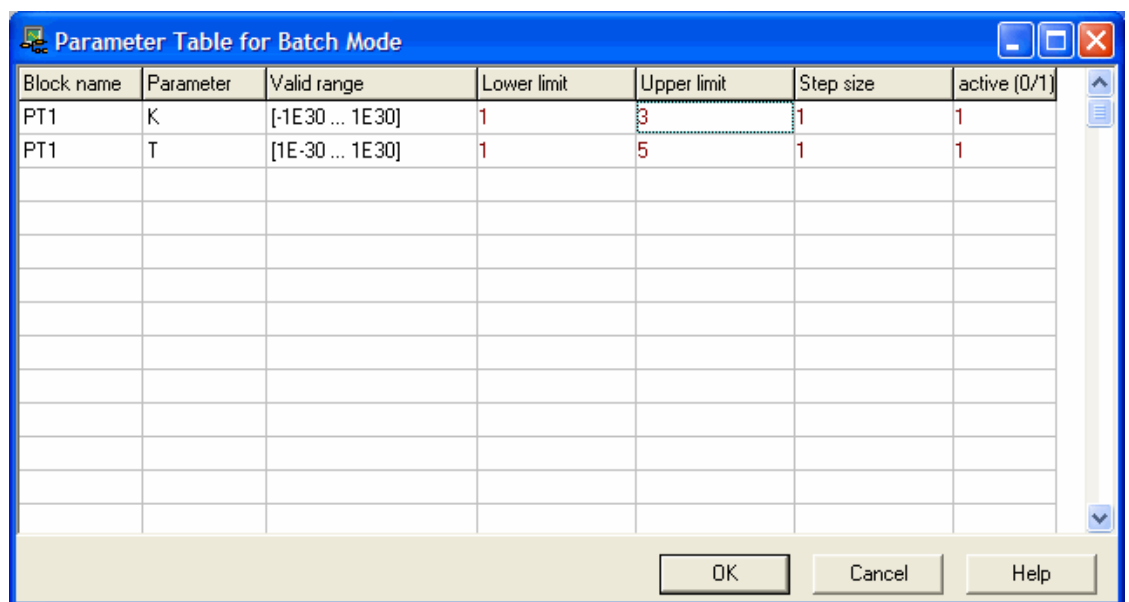 Parameter Table for Batch Mode
Block name Parameter Valid range Lower limit Upper limit Step size active (0/1)
PT1 K [-1E30 ... 1E30] 1 3 1 1
PT1 T [1E-30 ... 1E30] 1 5 1 1
OK Cancel Help